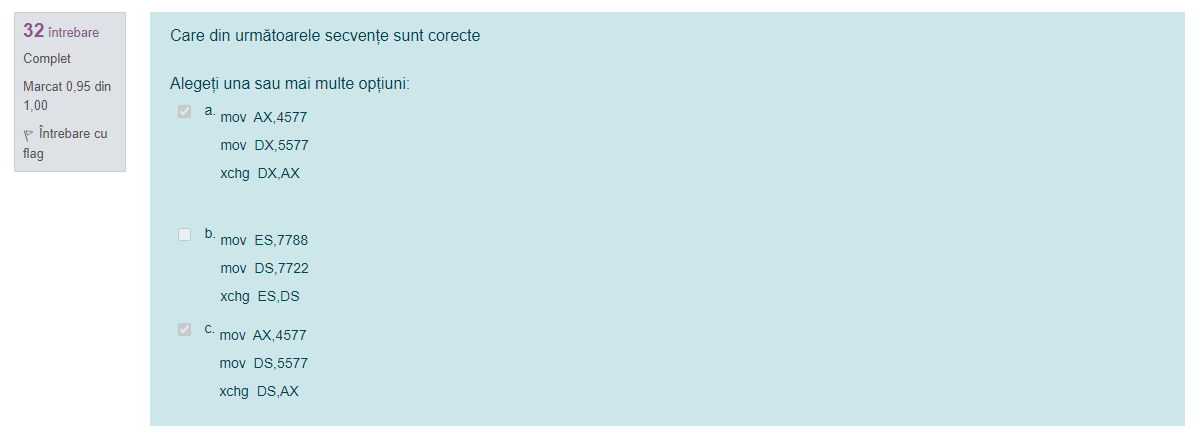 32 întrebare
Complet
Marcat 0,95 din
1,00
Întrebare cu
flag
Care din următoarele secvențe sunt corecte
Alegeți una sau mai multe opțiuni:
a. mov AX,4577
mov DX,5577
xchg DX,AX
b. mov ES,7788
mov DS,7722
xchg ES,DS
c. mov AX,4577
mov DS,5577
xchg DS,AX